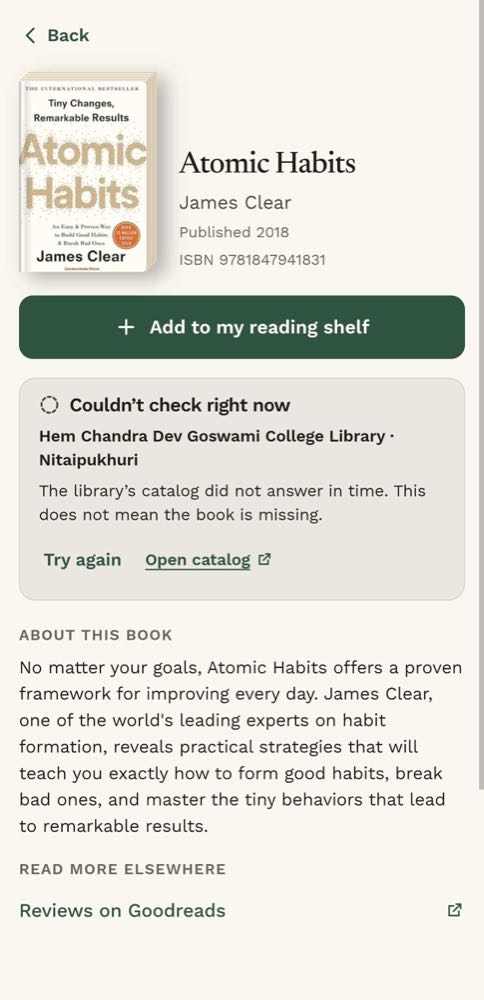 Back
THE INTERNATIONAL BESTSELLER
Tiny Changes,
Remarkable Results
Atomic
Habits
An Easy & Proven Way
to Build Good Habits
& Break Bad Ones
OVER
15 MILLION
COPIES
SOLD
James Clear
Atomic Habits
James Clear
Published 2018
ISBN 9781847941831
Add to my reading shelf
Couldn’t check right now
Hem Chandra Dev Goswami College Library ·
Nitaipukhuri
The library’s catalog did not answer in time. This
does not mean the book is missing.
Try again Open catalog
ABOUT THIS BOOK
No matter your goals, Atomic Habits offers a proven
framework for improving every day. James Clear,
one of the world's leading experts on habit
formation, reveals practical strategies that will
teach you exactly how to form good habits, break
bad ones, and master the tiny behaviors that lead
to remarkable results.
READ MORE ELSEWHERE
Reviews on Goodreads